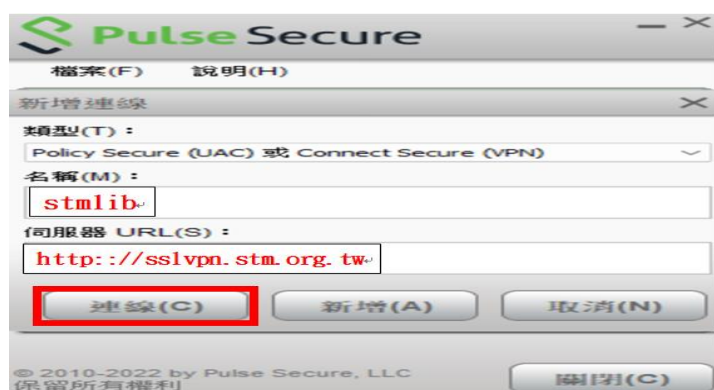 Pulse Secure
檔案(F) 說明(H)
新增連線
類型(T)：
Policy Secure (UAC) 或 Connect Secure (VPN)
名稱(M)：
stmlib
伺服器 URL(S)：
http:://sslvpn.stm.org.tw
連線(C) 新增(A) 取消(N)
© 2010-2022 by Pulse Secure, LLC
保留所有權利
關閉(C)